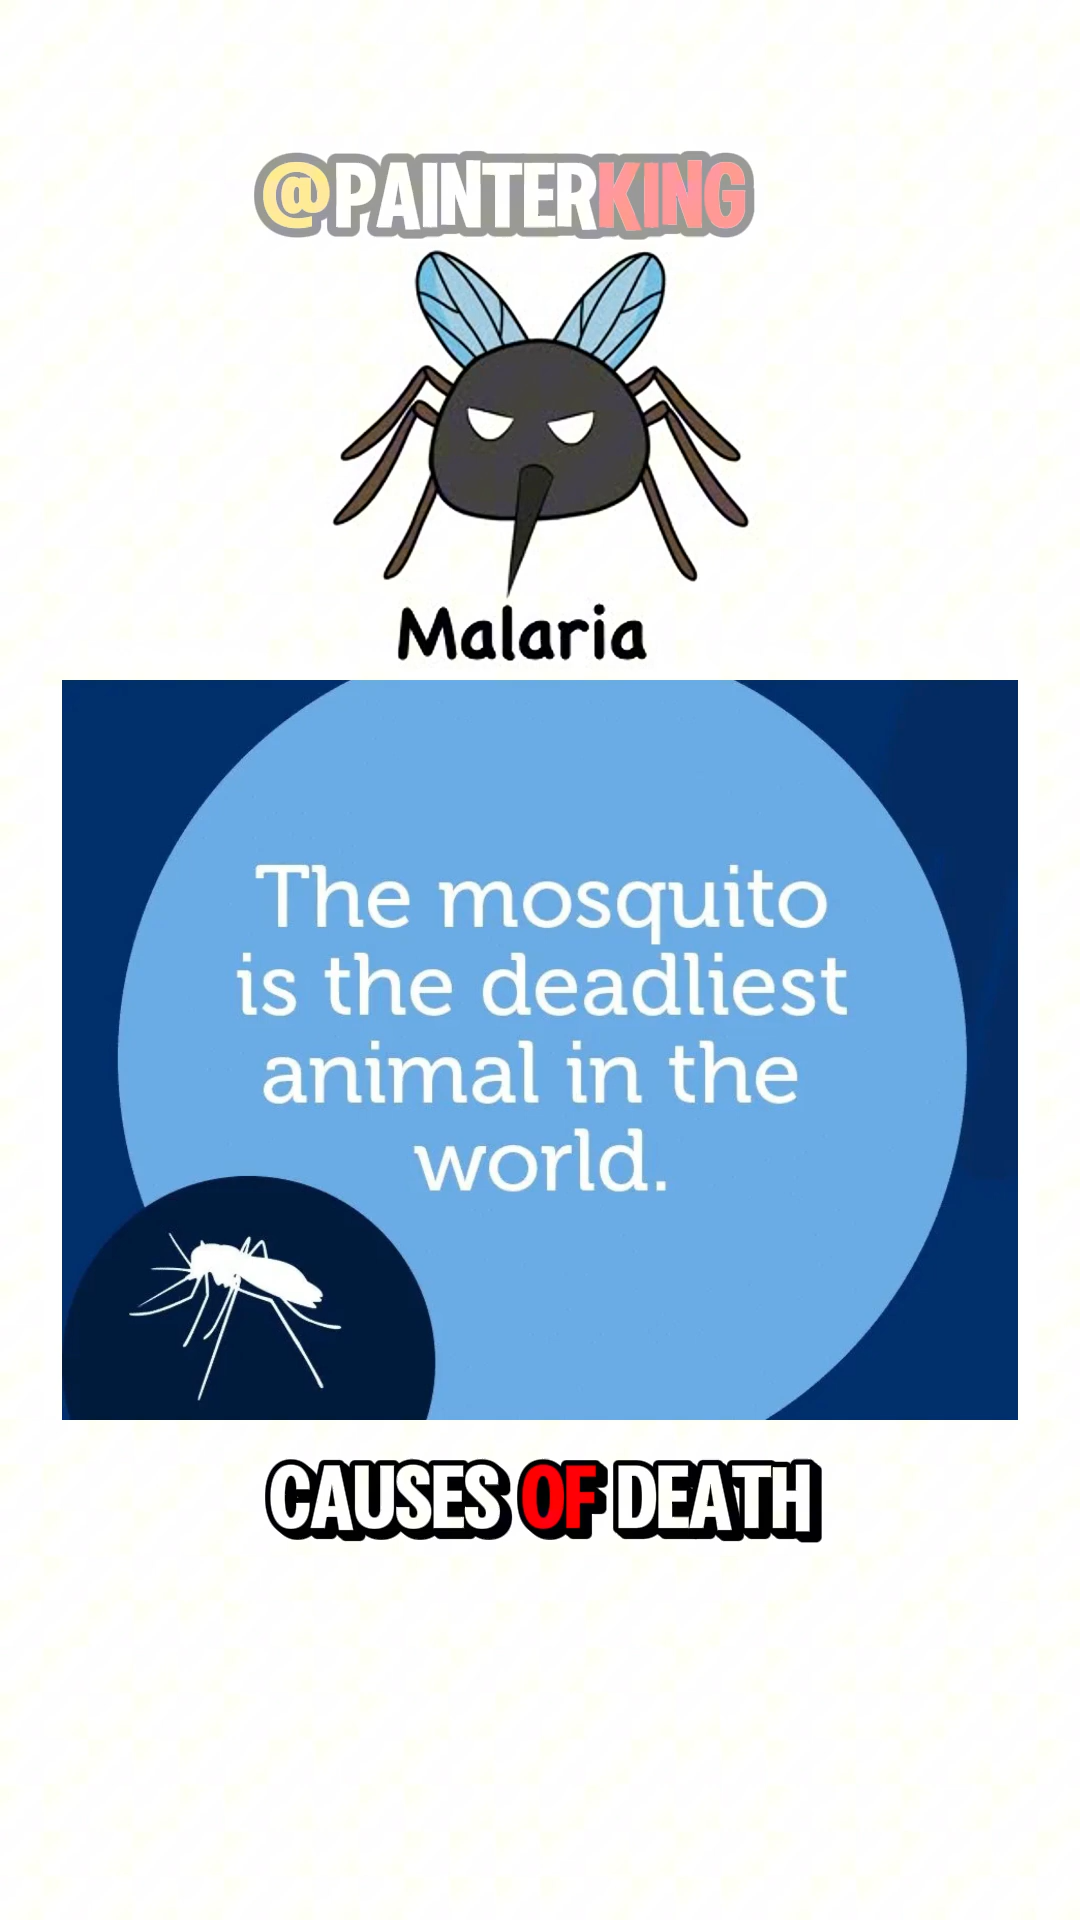 @PAINTERKING
Malaria
The mosquito
is the deadliest
animal in the
world.
CAUSES OF DEATH